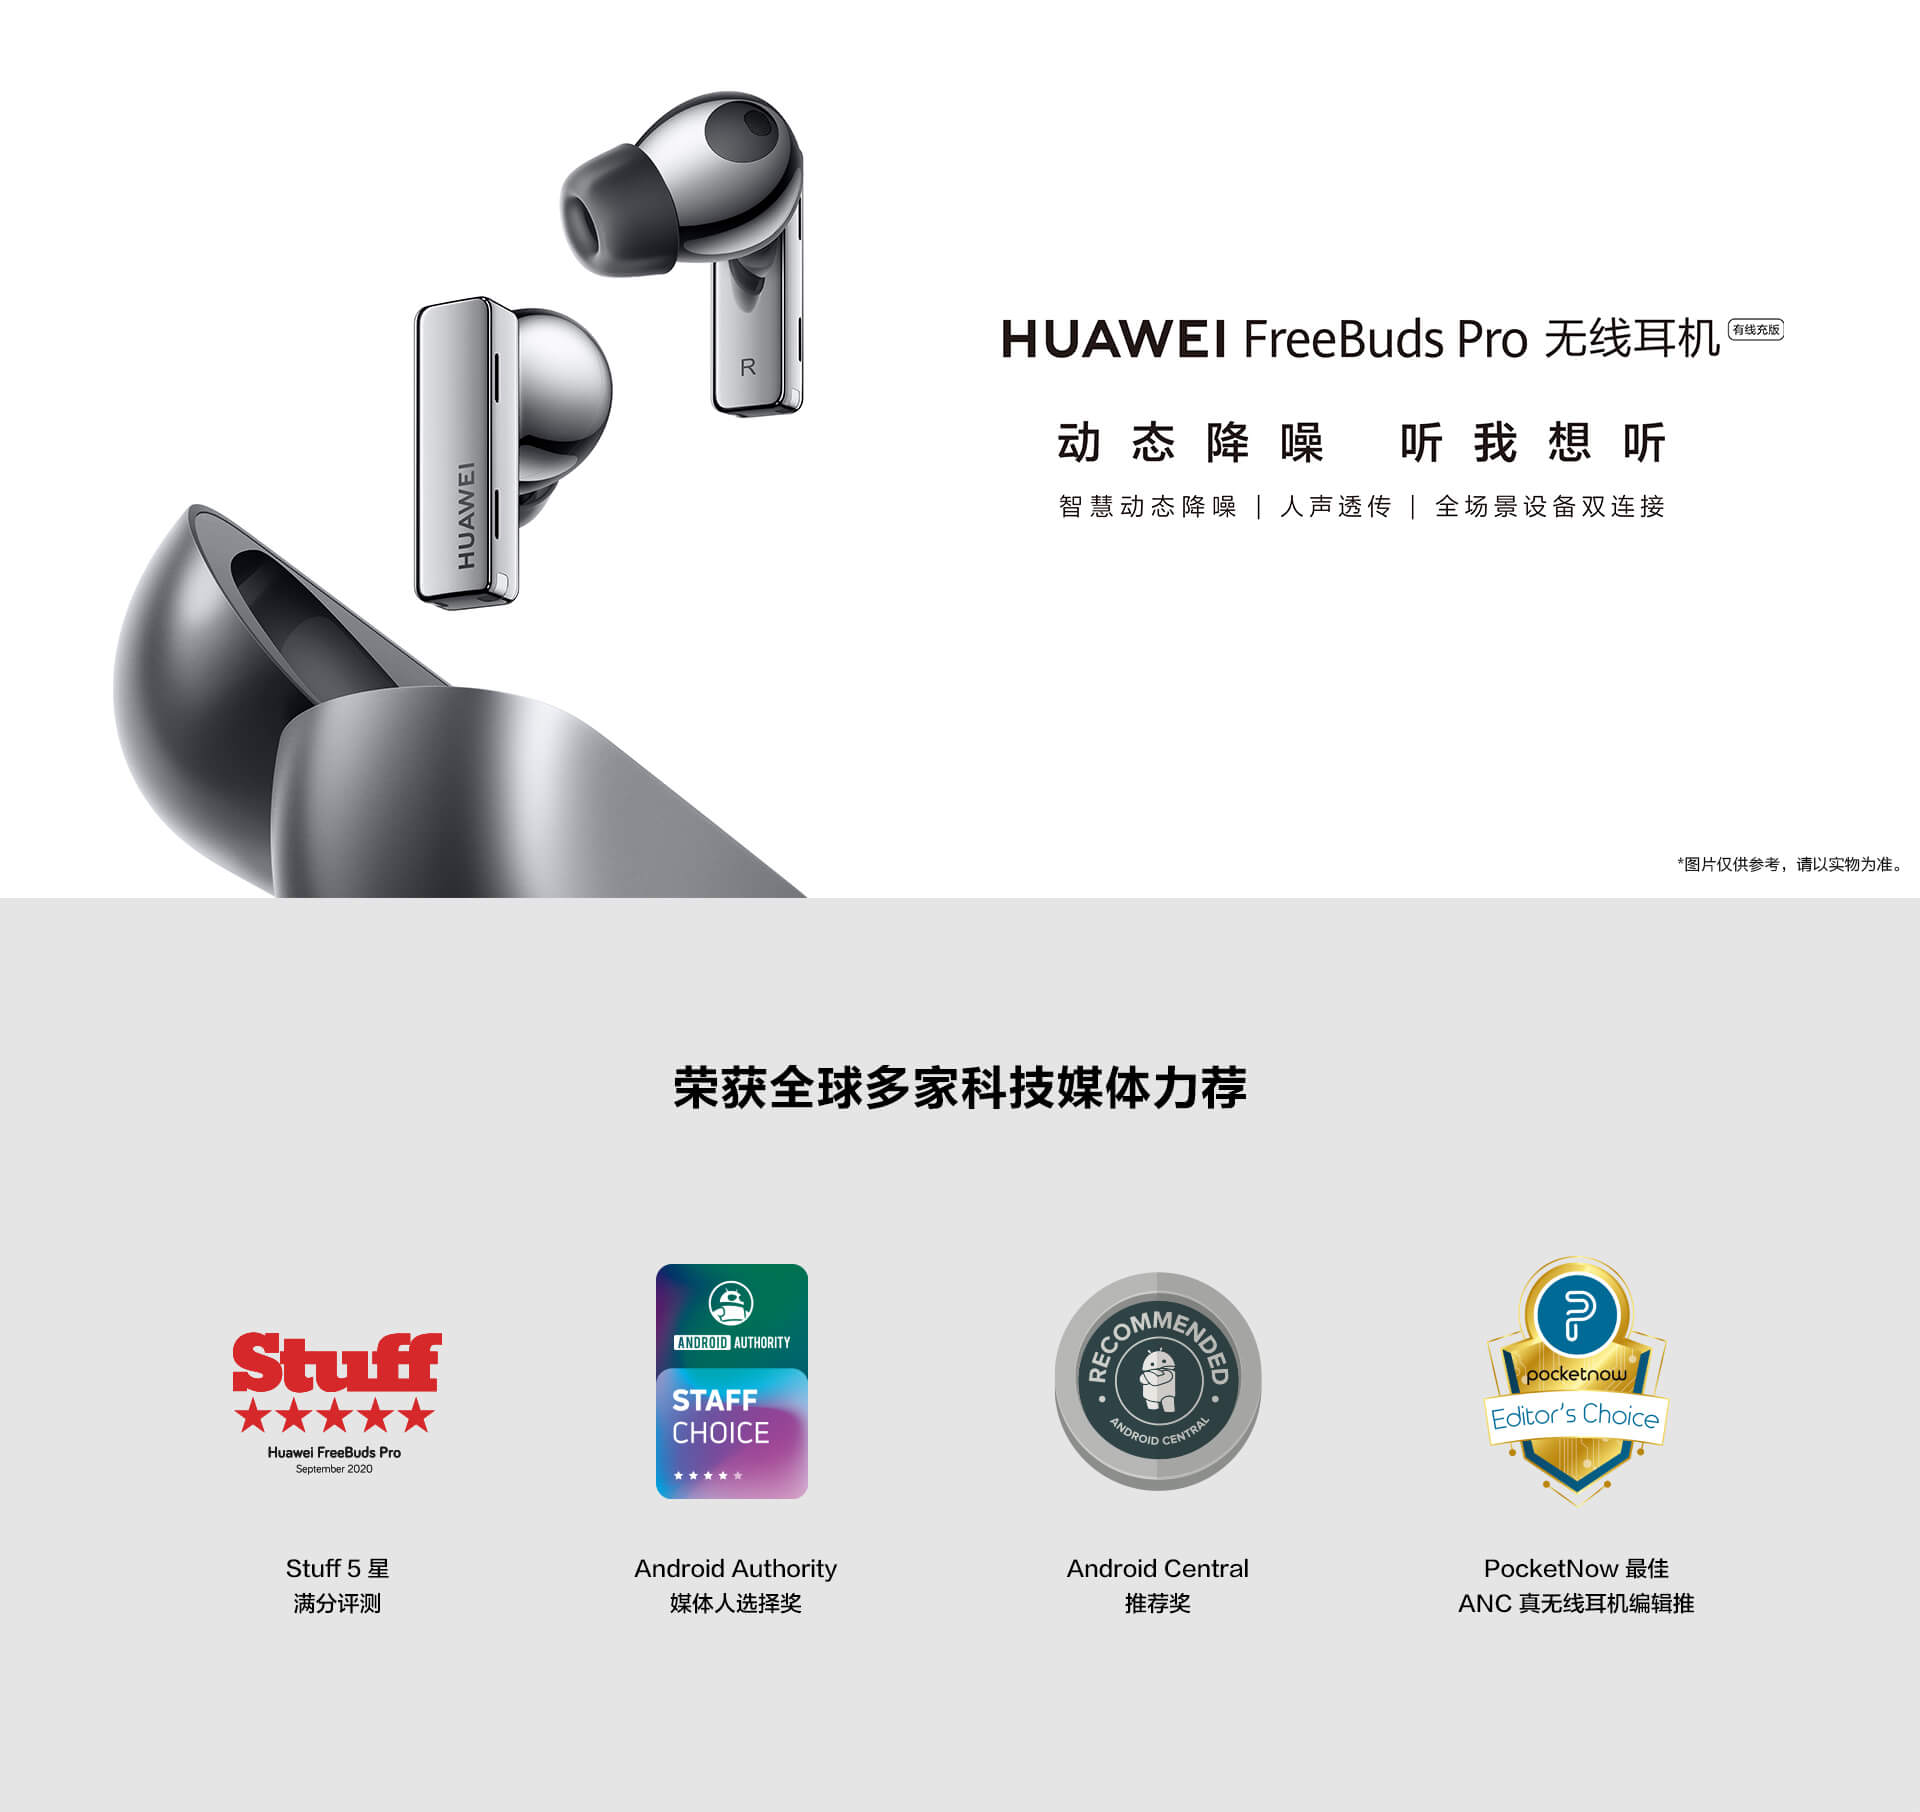 R
HUAWEI
HUAWEI FreeBuds Pro 无线耳机 有线充版
动态降噪 听我想听
智慧动态降噪 | 人声透传 | 全场景设备双连接
*图片仅供参考，请以实物为准。
荣获全球多家科技媒体力荐
Stuff
Huawei FreeBuds Pro
September 2020
ANDROID AUTHORITY
STAFF
CHOICE
RECOMMENDED
ANDROID CENTRAL
pocketnow
Editor's Choice
Stuff 5 星
满分评测
Android Authority
媒体人选择奖
Android Central
推荐奖
PocketNow 最佳
ANC 真无线耳机编辑推